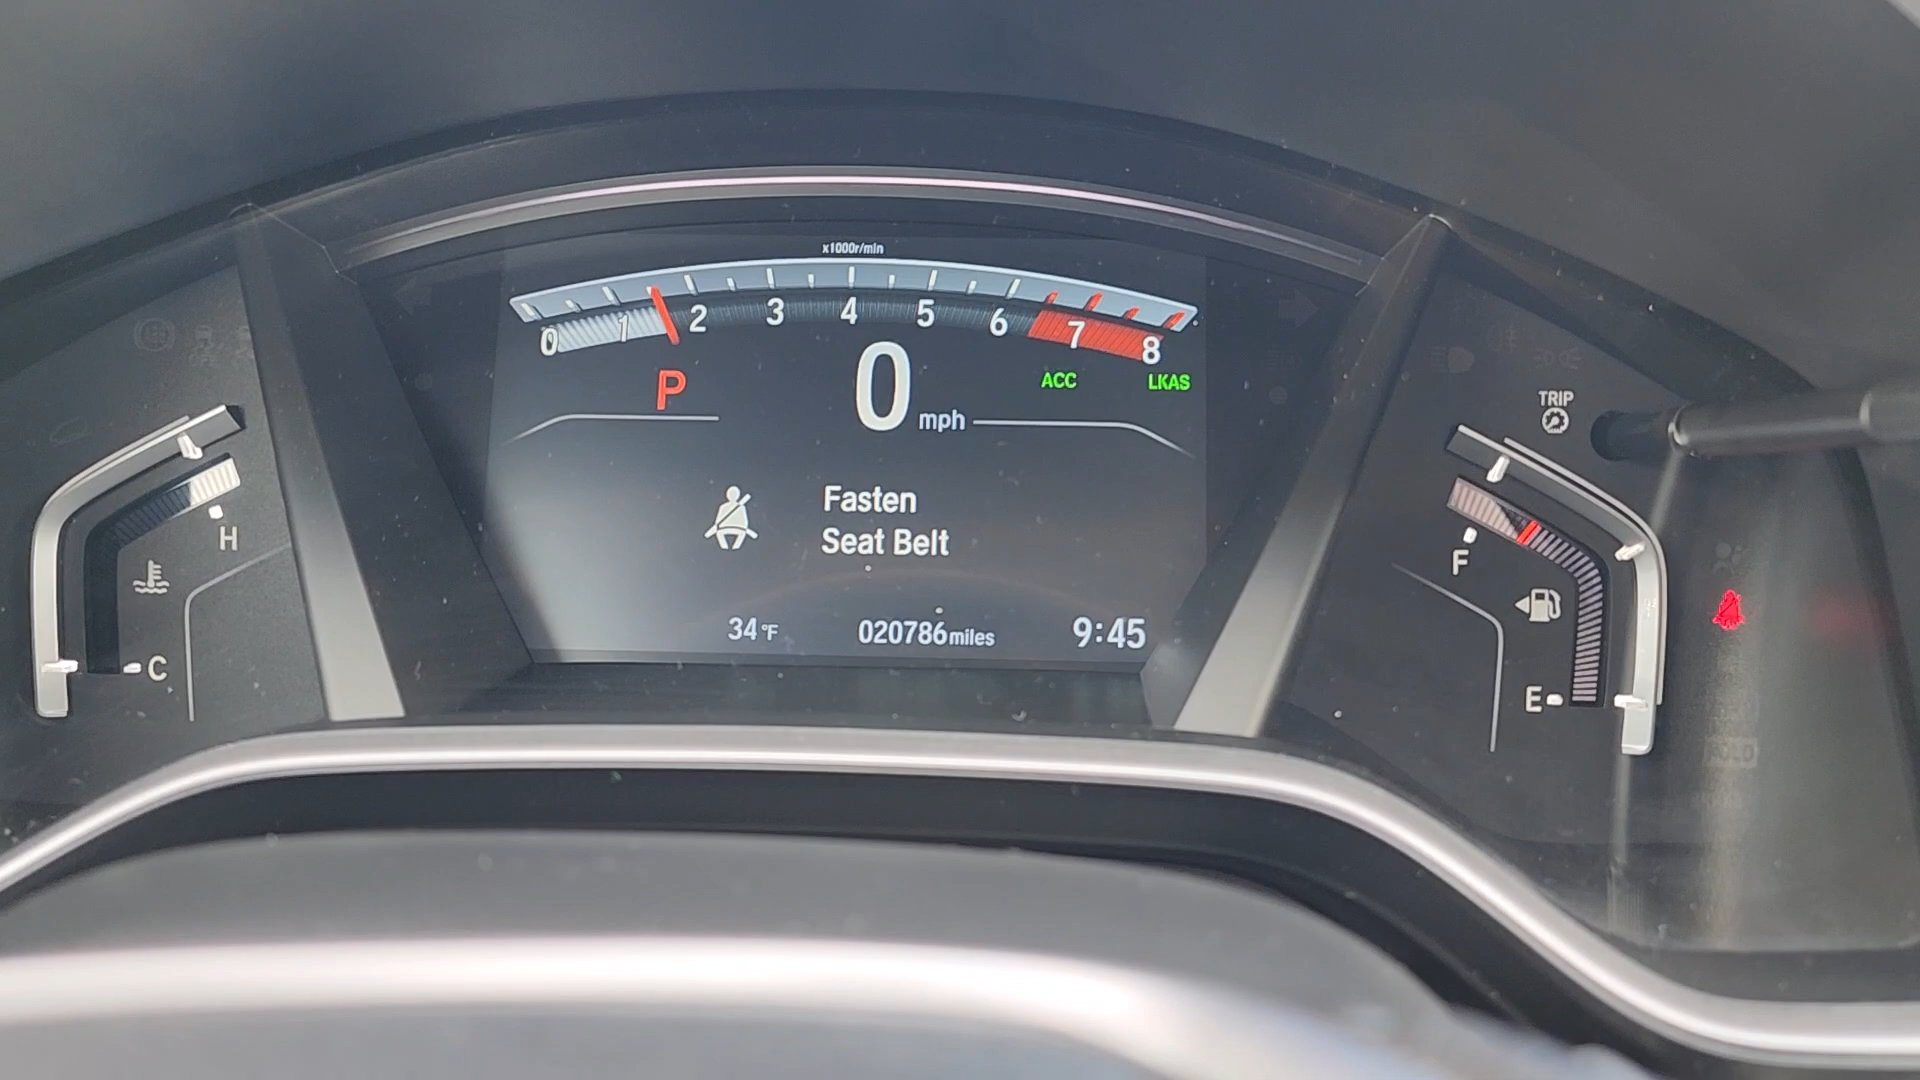 x1000r/min
0 1 2 3 4 5 6 7 8
P
0 mph
ACC
LKAS
TRIP
Fasten
Seat Belt
H
C
F
E
34°F
020786 miles
9:45